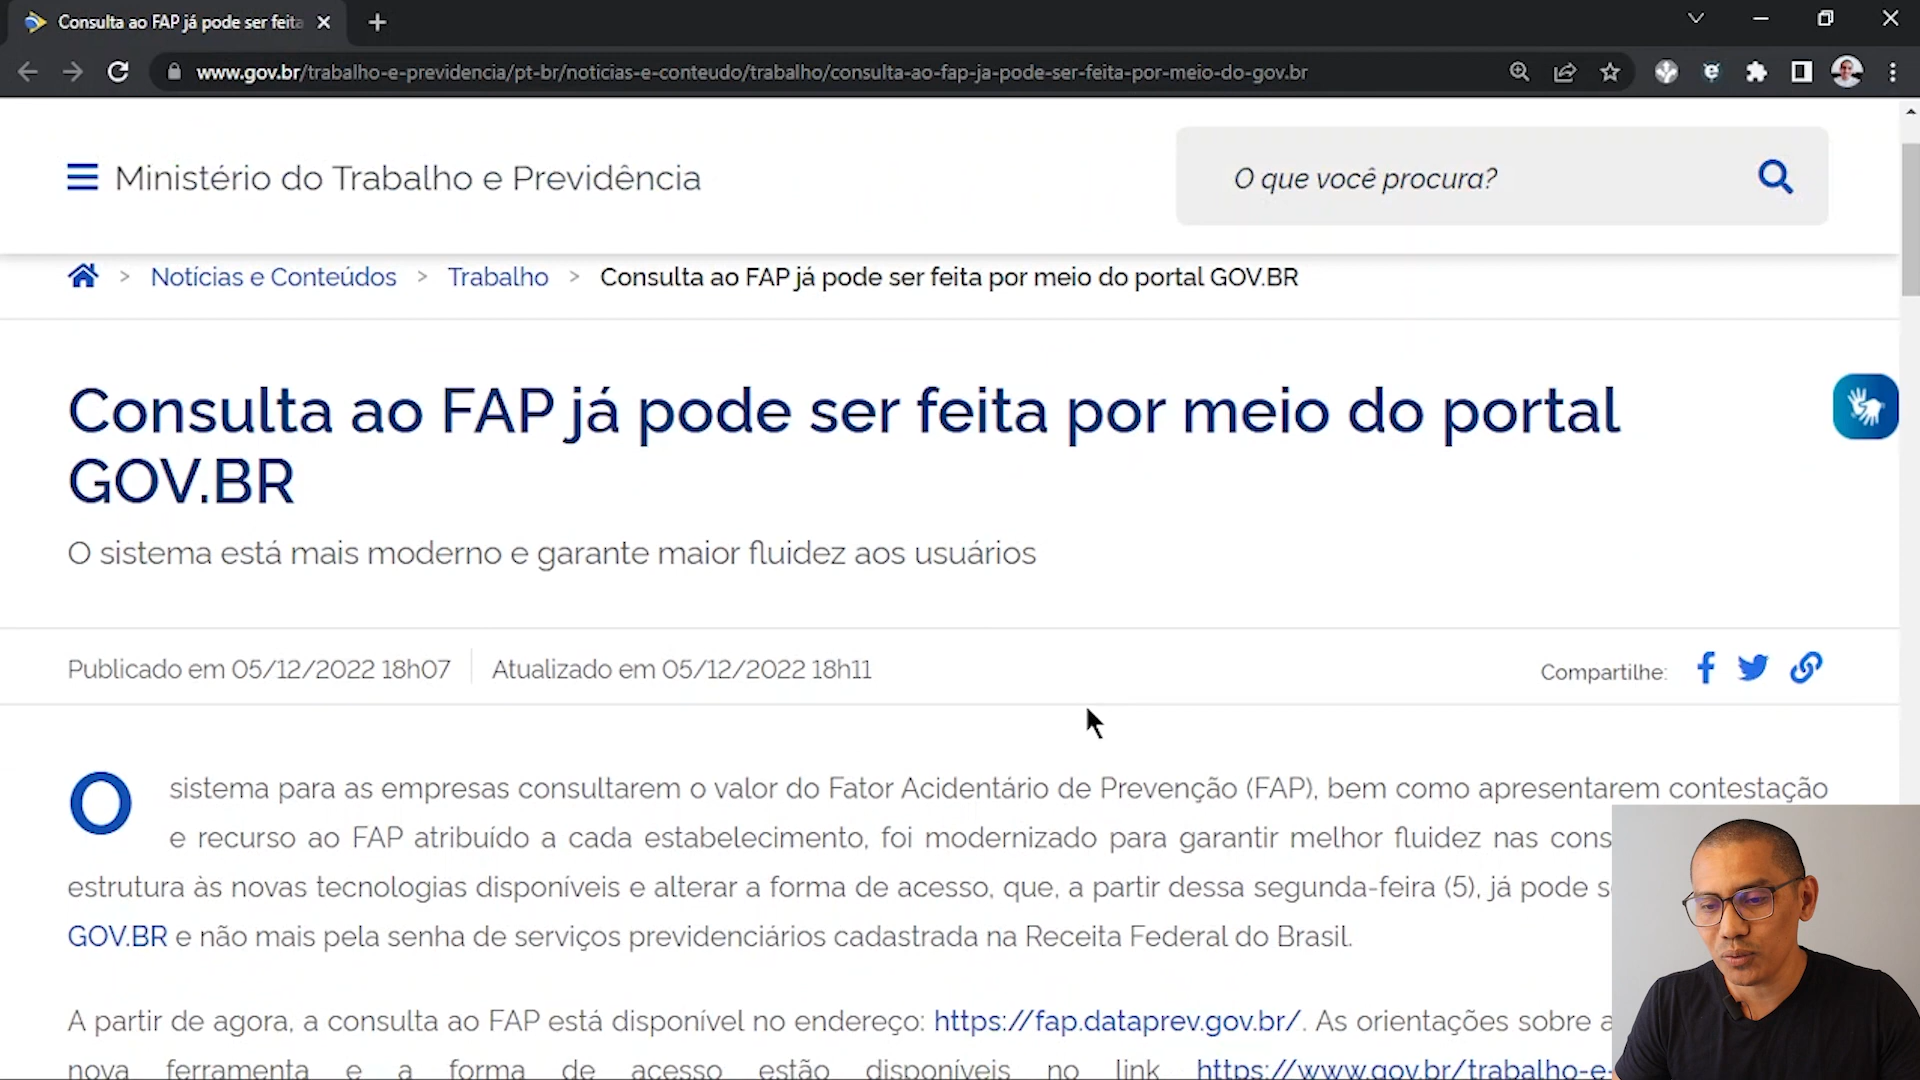 Consulta ao FAP já pode ser feita
www.gov.br/trabalho-e-previdencia/pt-br/noticias-e-conteudo/trabalho/consulta-ao-fap-ja-pode-ser-feita-por-meio-do-gov.br
Ministério do Trabalho e Previdência
O que você procura?
> Notícias e Conteúdos > Trabalho > Consulta ao FAP já pode ser feita por meio do portal GOV.BR
Consulta ao FAP já pode ser feita por meio do portal
GOV.BR
O sistema está mais moderno e garante maior fluidez aos usuários
Publicado em 05/12/2022 18h07 Atualizado em 05/12/2022 18h11
Compartilhe:
O sistema para as empresas consultarem o valor do Fator Acidentário de Prevenção (FAP), bem como apresentarem contestação
e recurso ao FAP atribuído a cada estabelecimento, foi modernizado para garantir melhor fluidez nas cons
estrutura às novas tecnologias disponíveis e alterar a forma de acesso, que, a partir dessa segunda-feira (5), já pode s
GOV.BR e não mais pela senha de serviços previdenciários cadastrada na Receita Federal do Brasil.
A partir de agora, a consulta ao FAP está disponível no endereço: https://fap.dataprev.gov.br/. As orientações sobre a
nova ferramenta e a forma de acesso estão disponíveis no link https://www.gov.br/trabalho-e-